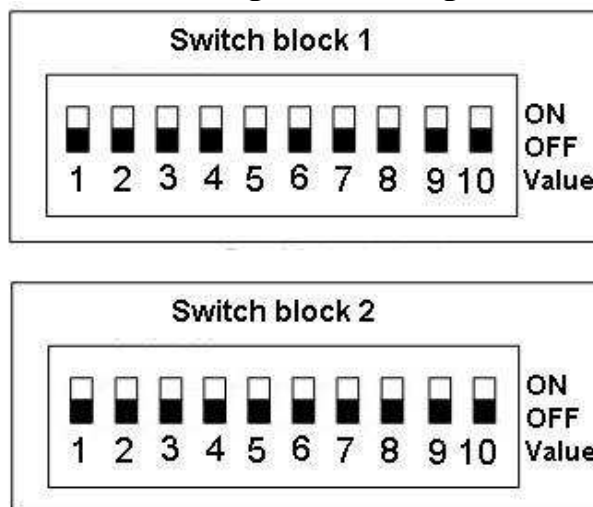 Switch block 1
ON
OFF
1 2 3 4 5 6 7 8 9 10 Value
Switch block 2
ON
OFF
1 2 3 4 5 6 7 8 9 10 Value